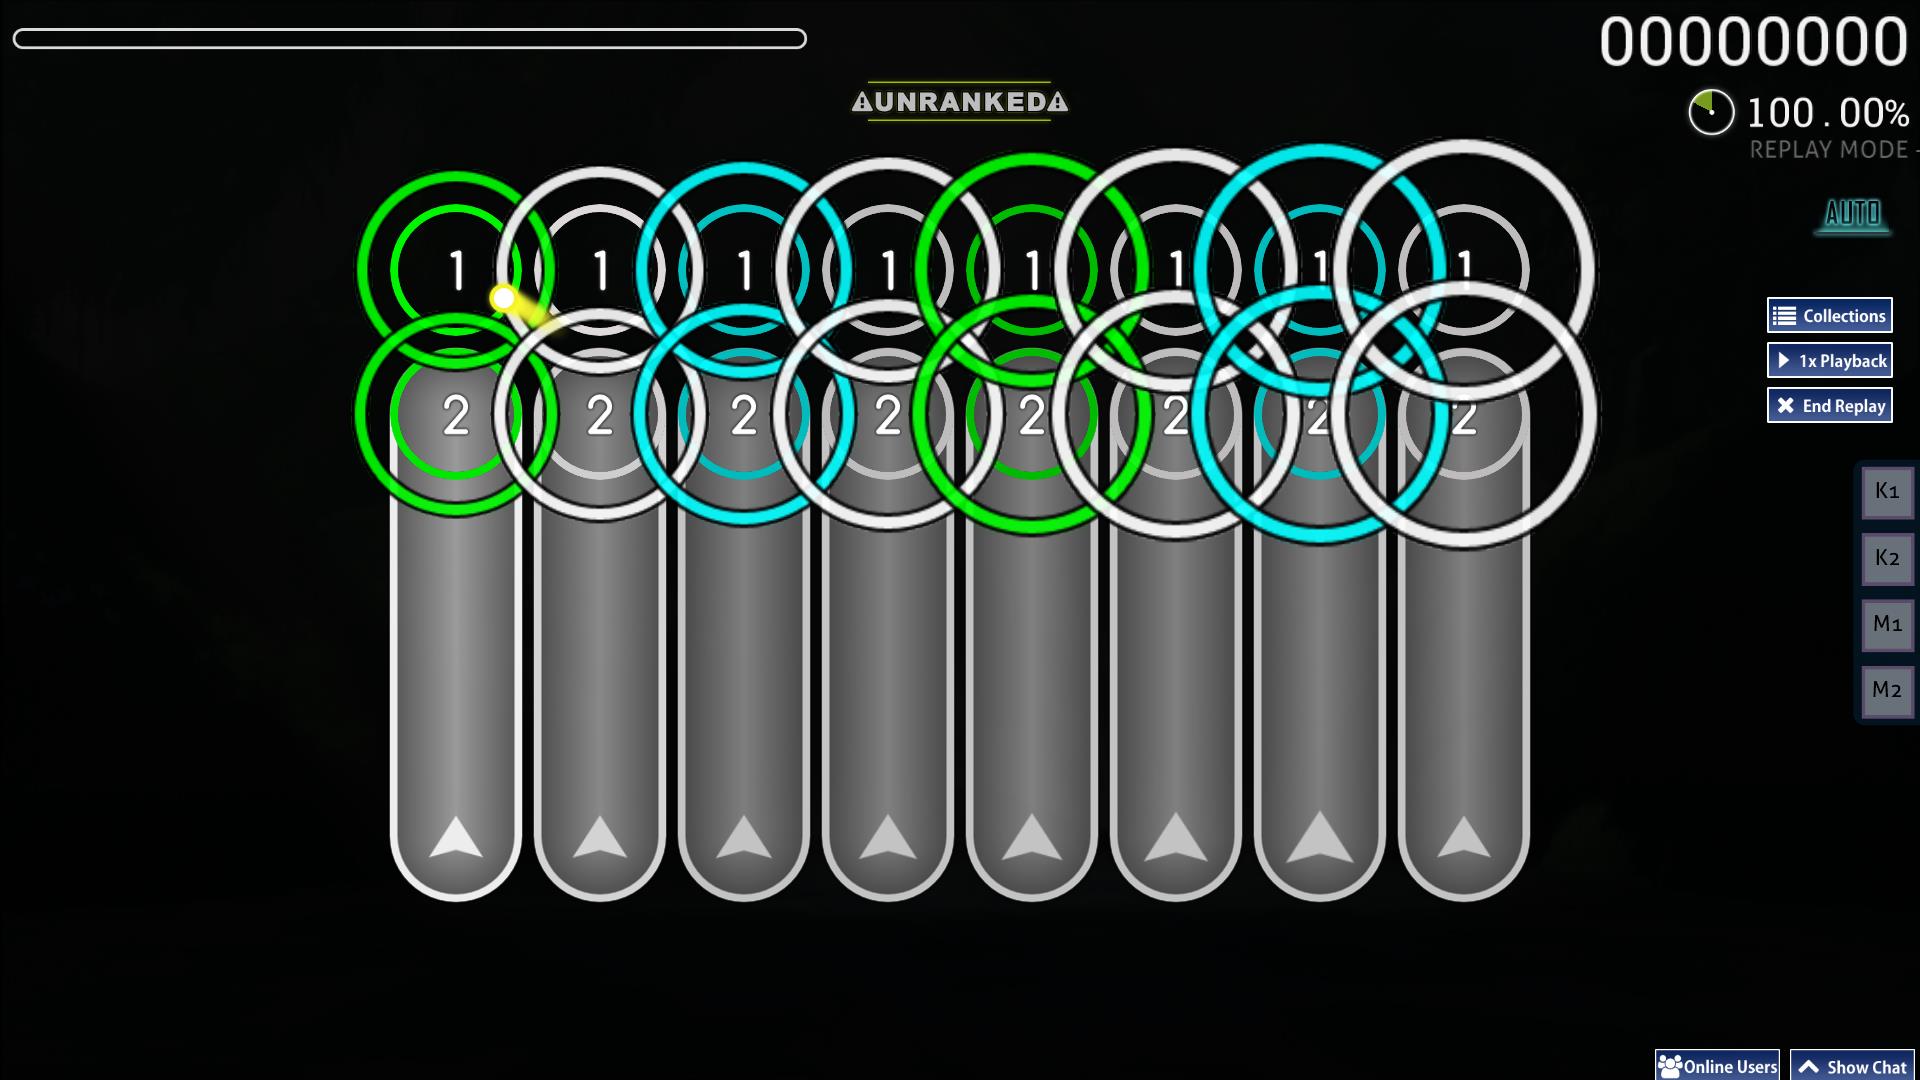 00000000
UNRANKED
100.00%
REPLAY MODE -
AUTO
1 1 1 1 1 1 1 1
Collections
1x Playback
2 2 2 2 2 2 2 2
End Replay
K1
K2
M1
M2
Online Users
Show Chat